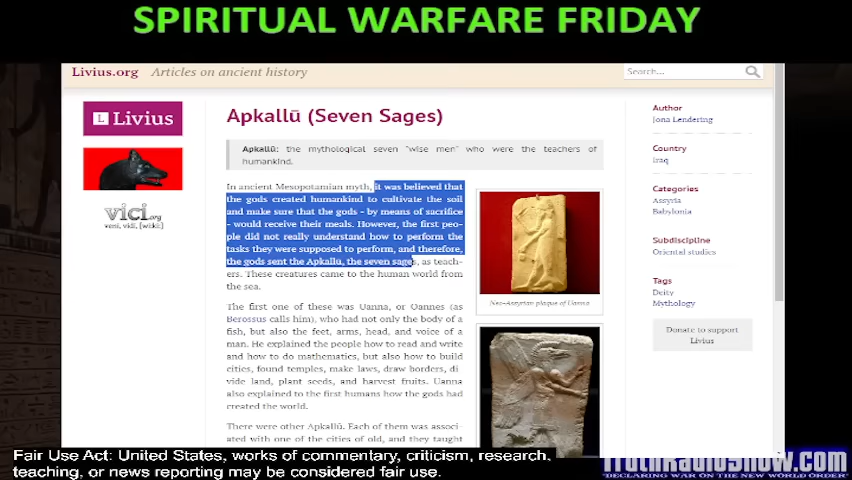 SPIRITUAL WARFARE FRIDAY
Livius.org Articles on ancient history
Search...
L Livius
vici.org
veni, vidi, [wi:ki:]
Apkallū (Seven Sages)
Apkallū: the mythological seven "wise men" who were the teachers of
humankind.
In ancient Mesopotamian myth, it was believed that
the gods created humankind to cultivate the soil
and make sure that the gods - by means of sacrifice
- would receive their meals. However, the first peo-
ple did not really understand how to perform the
tasks they were supposed to perform, and therefore,
the gods sent the Apkallu, the seven sages, as teach-
ers. These creatures came to the human world from
the sea.
The first one of these was Uanna, or Oannes (as
Berossus calls him), who had not only the body of a
fish, but also the feet, arms, head, and voice of a
man. He explained the people how to read and write
and how to do mathematics, but also how to build
cities, found temples, make laws, draw borders, di-
vide land, plant seeds, and harvest fruits. Uanna
also explained to the first humans how the gods had
created the world.
There were other Apkallū. Each of them was associ-
ated with one of the cities of old, and they taught
Neo-Assyrian plaque of Uanna
Author
Jona Lendering
Country
Iraq
Categories
Assyria
Babylonia
Subdiscipline
Oriental studies
Tags
Deity
Mythology
Donate to support
Livius
Fair Use Act: United States, works of commentary, criticism, research,
teaching, or news reporting may be considered fair use.
TruthRadioShow.com
DECLARING WAR ON THE NEW WORLD ORDER